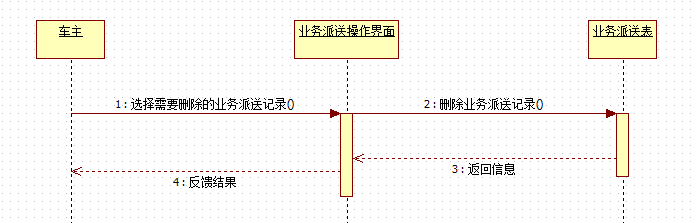 车主
业务派送操作界面
业务派送表
1 : 选择需要删除的业务派送记录()
2 : 删除业务派送记录()
3 : 返回信息
4 : 反馈结果